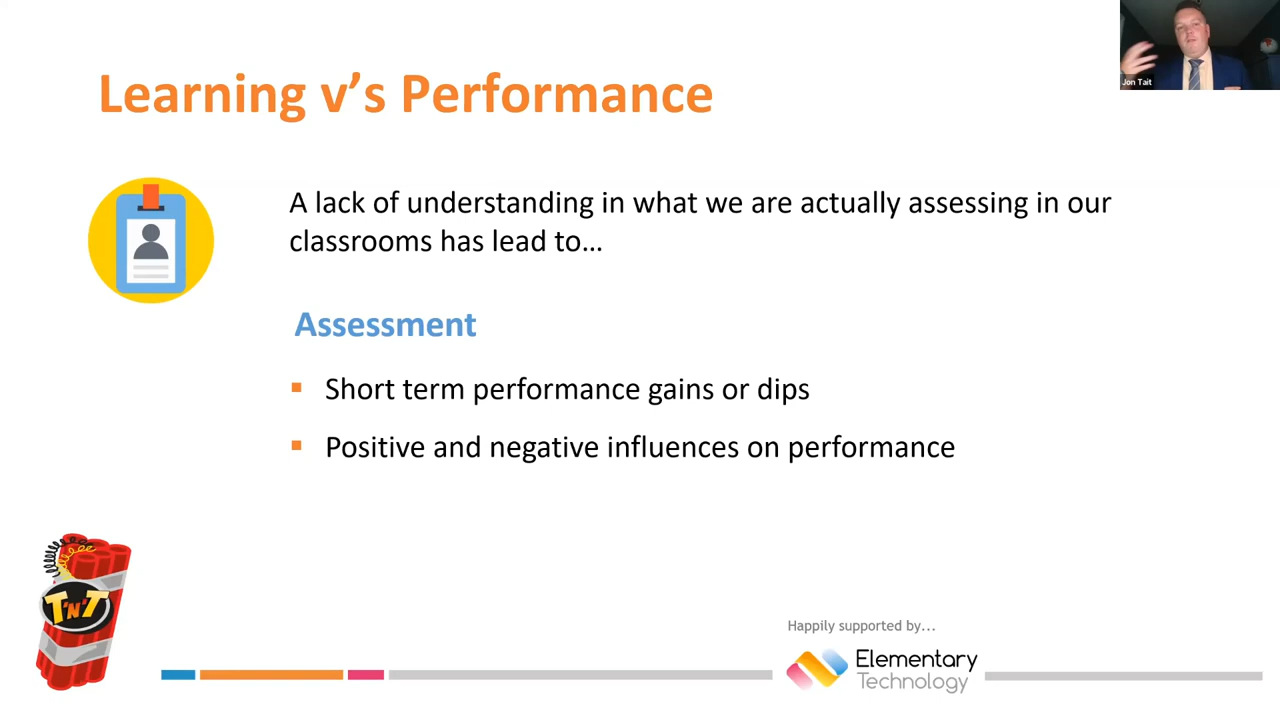 Learning v's Performance
Jon Tait
A lack of understanding in what we are actually assessing in our
classrooms has lead to...
Assessment
Short term performance gains or dips
Positive and negative influences on performance
T'N'T
Happily supported by...
Elementary
Technology